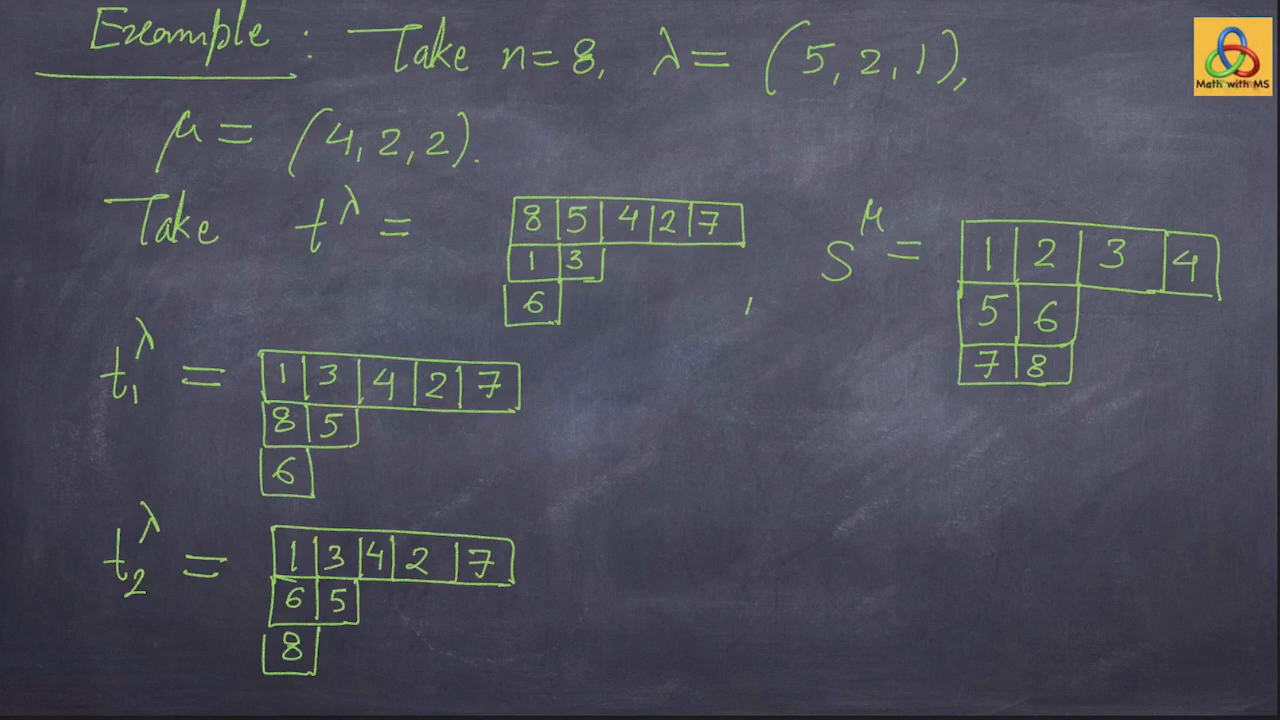 Example : Take n=8, λ= (5,2,1),
μ = (4,2,2).
Take t^λ =
8 5 4 2 7
1 3
6
,
S^μ =
1 2 3 4
5 6
7 8
t_1^λ =
1 3 4 2 7
8 5
6
t_2^λ =
1 3 4 2 7
6 5
8
Math with MS